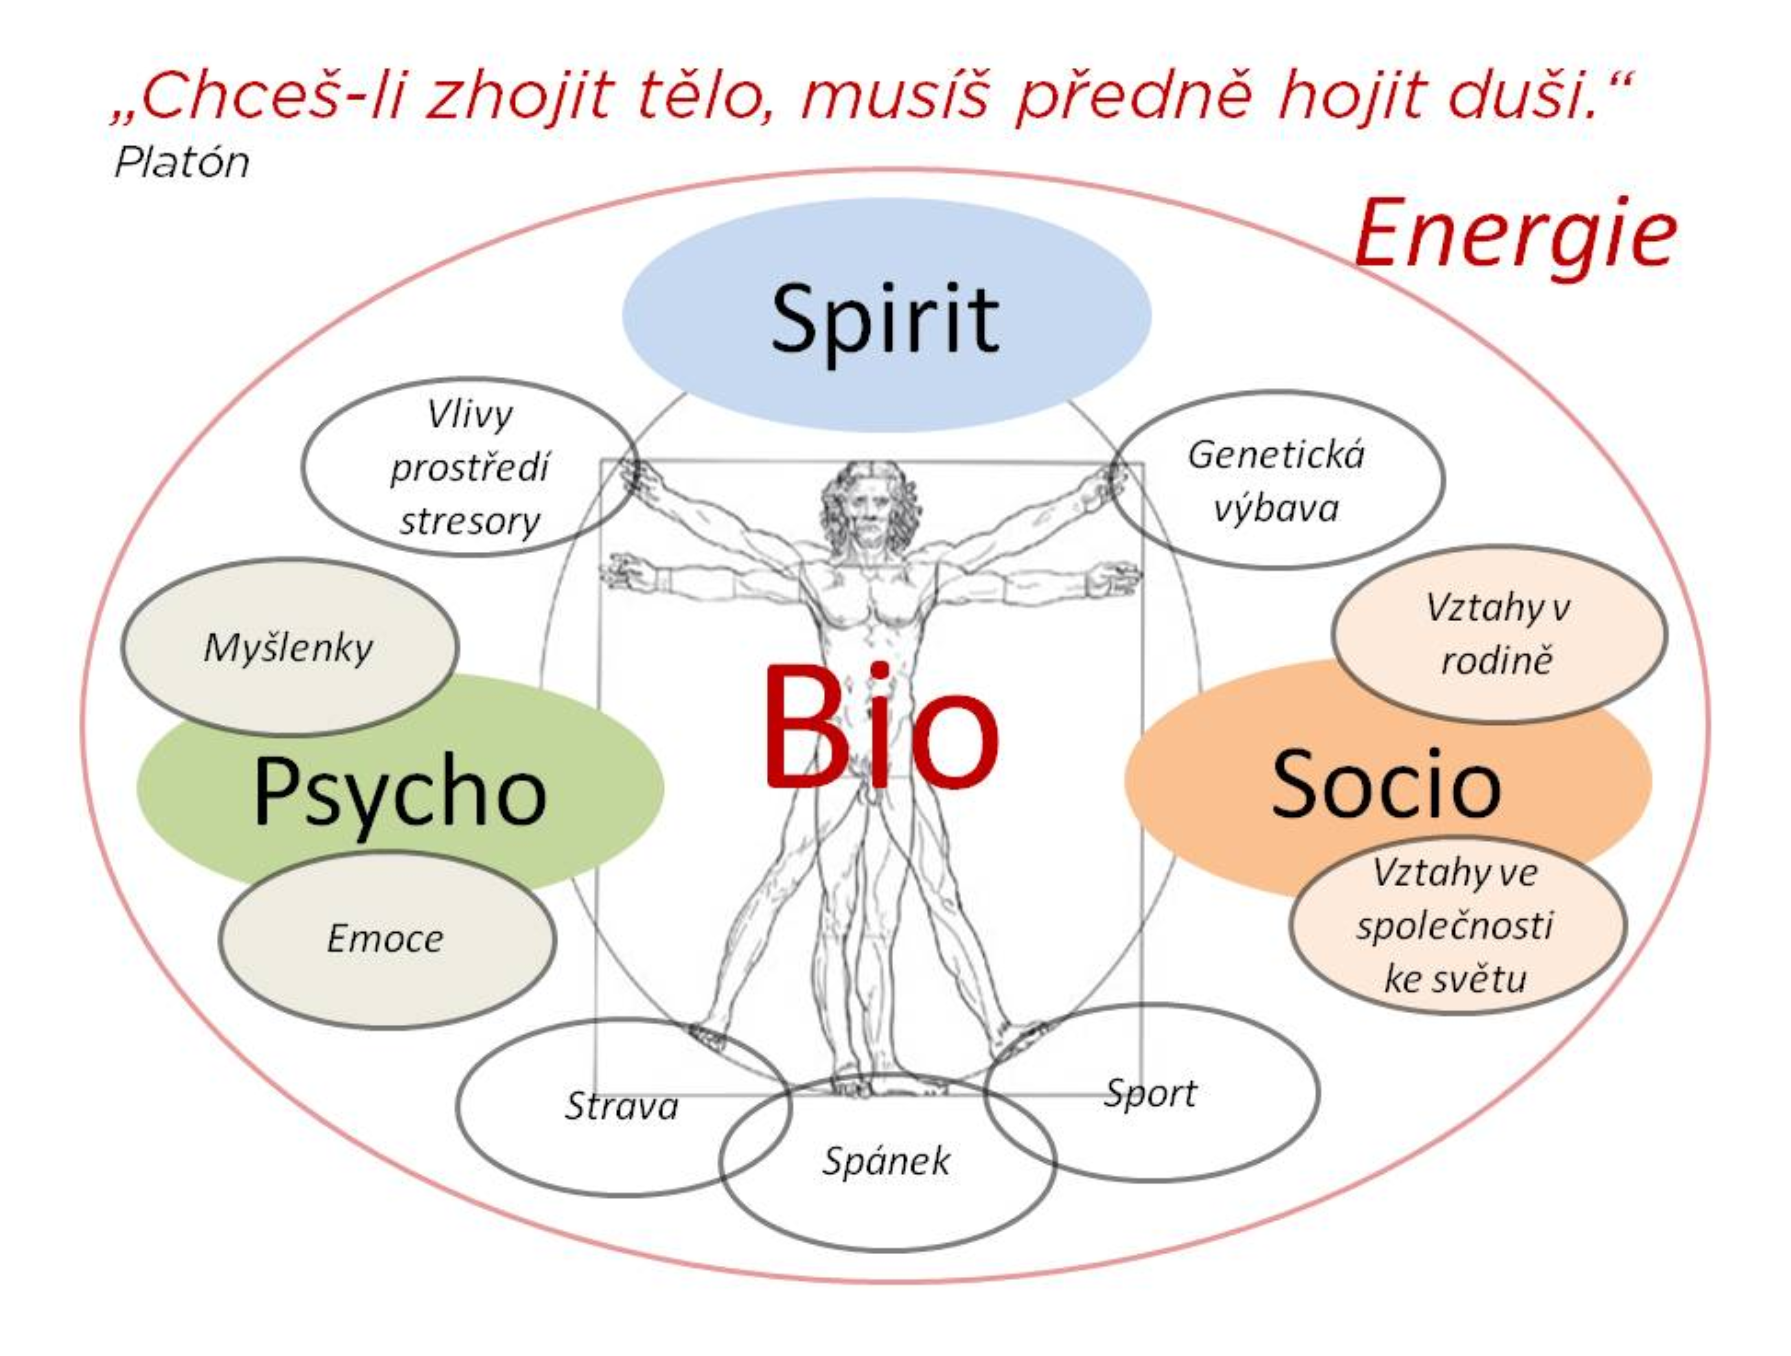 „Chceš-li zhojit tělo, musíš předně hojit duši.“
Platón
Energie
Spirit
Vlivy
prostředí
stresory
Genetická
výbava
Myšlenky
Vztahy v
rodině
Psycho
Bio
Socio
Emoce
Vztahy ve
společnosti
ke světu
Strava
Spánek
Sport